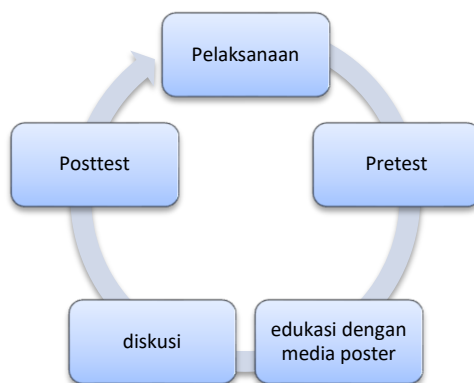 Pelaksanaan
Pretest
edukasi dengan
media poster
diskusi
Posttest